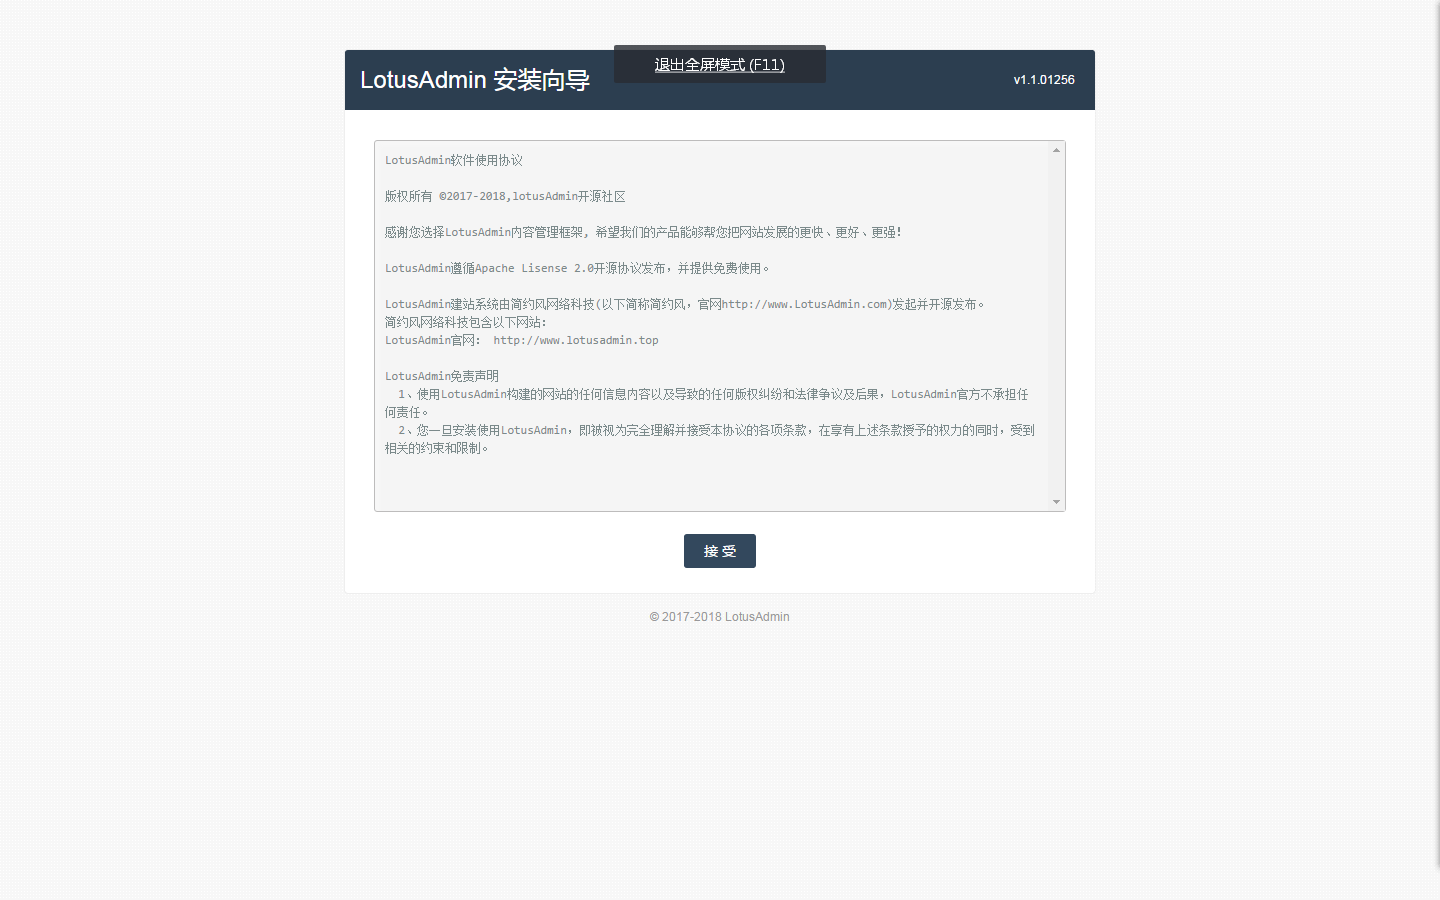 LotusAdmin 安装向导
退出全屏模式 (F11)
v1.1.01256
LotusAdmin软件使用协议
版权所有 ©2017-2018,lotusAdmin开源社区
感谢您选择LotusAdmin内容管理框架, 希望我们的产品能够帮您把网站发展的更快、更好、更强!
LotusAdmin遵循Apache Lisense 2.0开源协议发布，并提供免费使用。
LotusAdmin建站系统由简约风网络科技(以下简称简约风，官网http://www.LotusAdmin.com)发起并开源发布。
简约风网络科技包含以下网站:
LotusAdmin官网： http://www.lotusadmin.top
LotusAdmin免责声明
1、使用LotusAdmin构建的网站的任何信息内容以及导致的任何版权纠纷和法律争议及后果，LotusAdmin官方不承担任
何责任。
2、您一旦安装使用LotusAdmin，即被视为完全理解并接受本协议的各项条款，在享有上述条款授予的权力的同时，受到
相关的约束和限制。
接 受
© 2017-2018 LotusAdmin